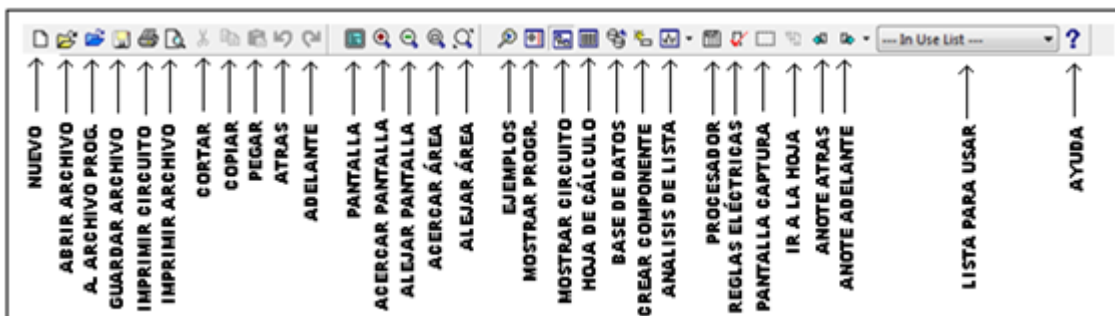 --- In Use List ---
?
NUEVO
ABRIR ARCHIVO
A. ARCHIVO PROG.
GUARDAR ARCHIVO
IMPRIMIR CIRCUITO
IMPRIMIR ARCHIVO
CORTAR
COPIAR
PEGAR
ATRAS
ADELANTE
PANTALLA
ACERCAR PANTALLA
ALEJAR PANTALLA
ACERCAR ÁREA
ALEJAR ÁREA
EJEMPLOS
MOSTRAR PROGR.
MOSTRAR CIRCUITO
HOJA DE CÁLCULO
BASE DE DATOS
CREAR COMPONENTE
ANALISIS DE LISTA
PROCESADOR
REGLAS ELÉCTRICAS
PANTALLA CAPTURA
IR A LA HOJA
ANOTE ATRAS
ANOTE ADELANTE
LISTA PARA USAR
AYUDA